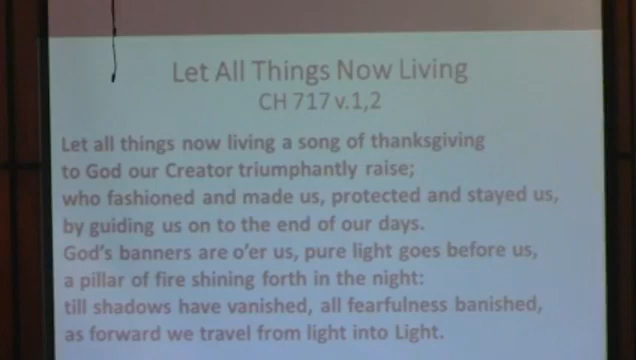 Let All Things Now Living
CH 717 v.1,2
Let all things now living a song of thanksgiving
to God our Creator triumphantly raise;
who fashioned and made us, protected and stayed us,
by guiding us on to the end of our days.
God's banners are o'er us, pure light goes before us,
a pillar of fire shining forth in the night:
till shadows have vanished, all fearfulness banished,
as forward we travel from light into Light.